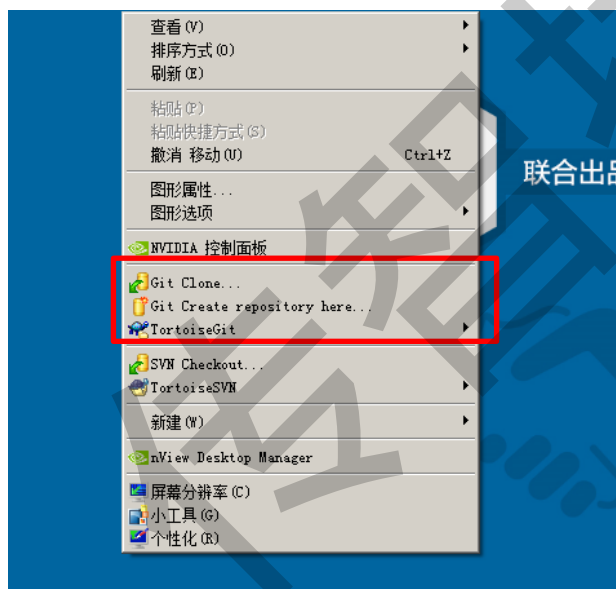 查看(V)
排序方式(O)
刷新(E)
粘贴(P)
粘贴快捷方式(S)
撤消 移动(U) Ctrl+Z
图形属性...
图形选项
NVIDIA 控制面板
Git Clone...
Git Create repository here...
TortoiseGit
SVN Checkout...
TortoiseSVN
新建(W)
nView Desktop Manager
屏幕分辨率(C)
小工具(G)
个性化(R)
联合出品
传智